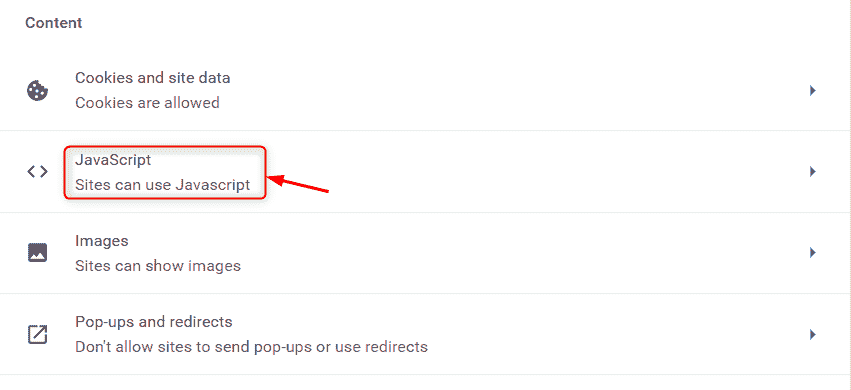 Content
Cookies and site data
Cookies are allowed
JavaScript
Sites can use Javascript
Images
Sites can show images
Pop-ups and redirects
Don't allow sites to send pop-ups or use redirects